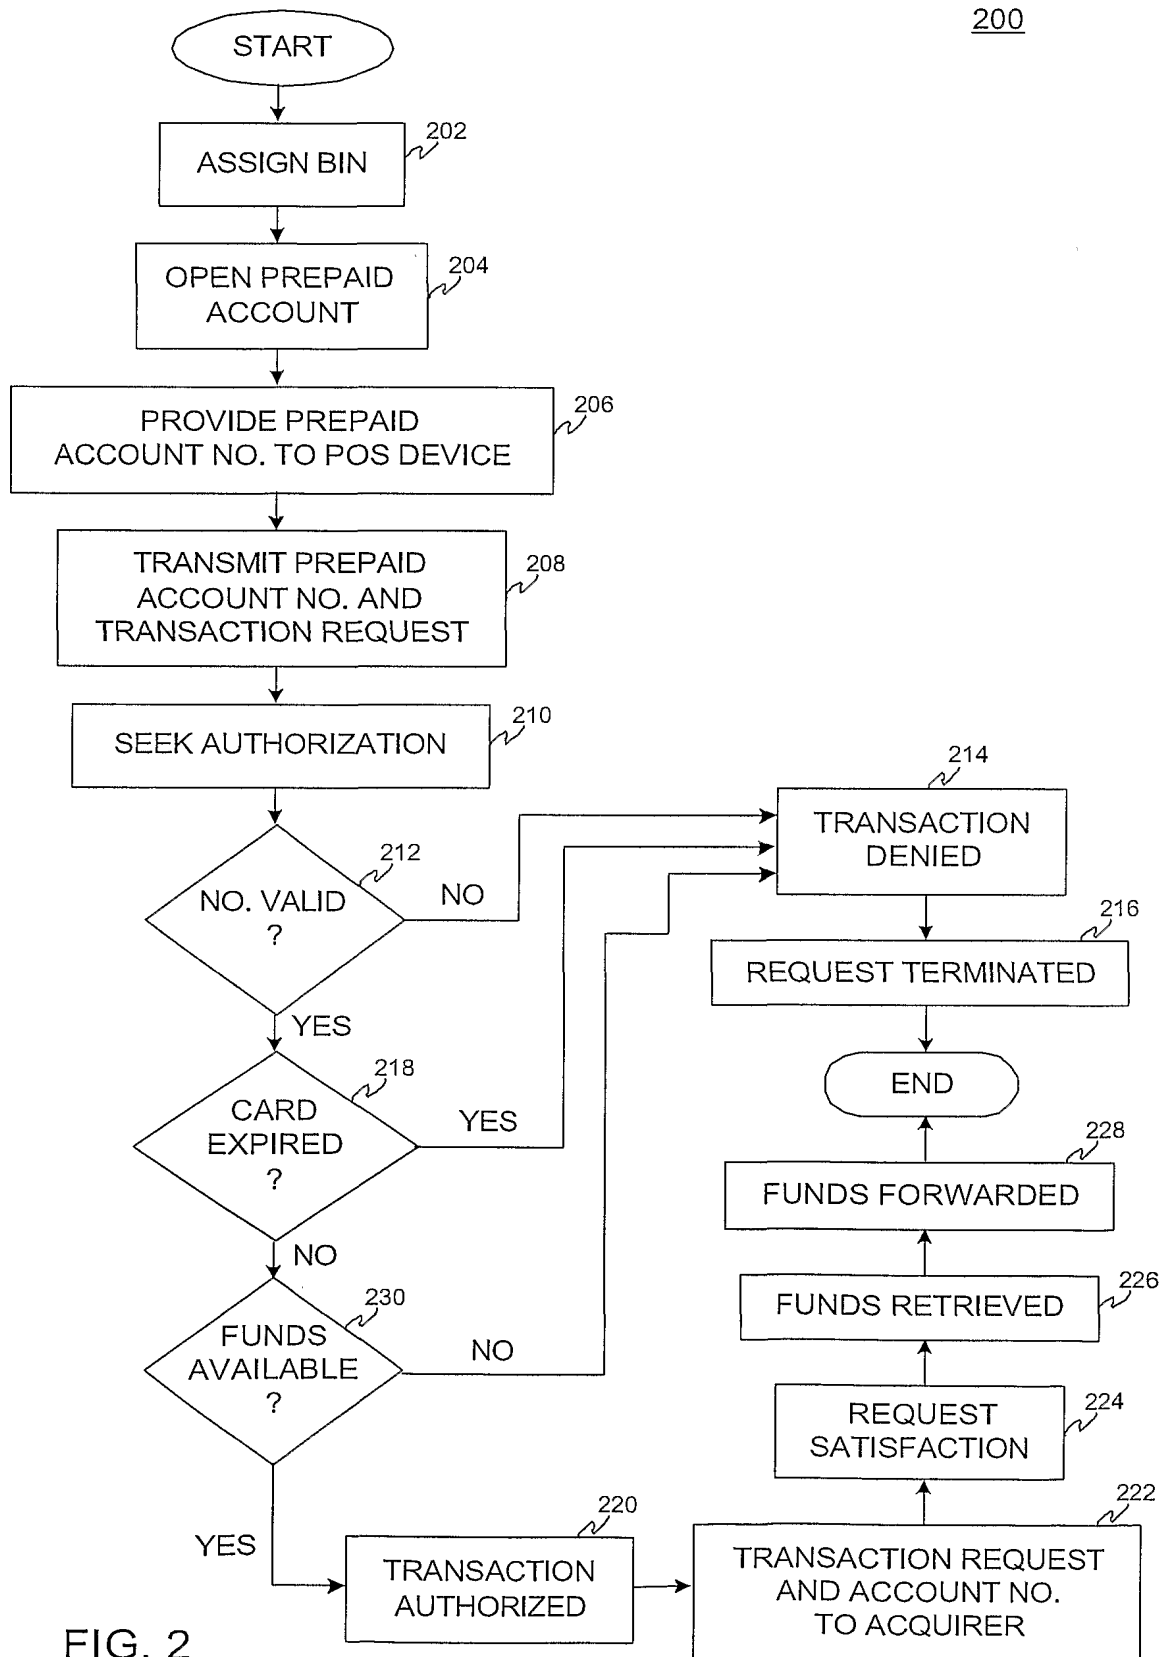 200
START
202
ASSIGN BIN
204
OPEN PREPAID
ACCOUNT
206
PROVIDE PREPAID
ACCOUNT NO. TO POS DEVICE
208
TRANSMIT PREPAID
ACCOUNT NO. AND
TRANSACTION REQUEST
210
SEEK AUTHORIZATION
212
NO. VALID
?
NO
YES
214
TRANSACTION
DENIED
216
REQUEST TERMINATED
END
218
CARD
EXPIRED
?
YES
NO
230
FUNDS
AVAILABLE
?
NO
YES
220
TRANSACTION
AUTHORIZED
222
TRANSACTION REQUEST
AND ACCOUNT NO.
TO ACQUIRER
224
REQUEST
SATISFACTION
226
FUNDS RETRIEVED
228
FUNDS FORWARDED
FIG. 2